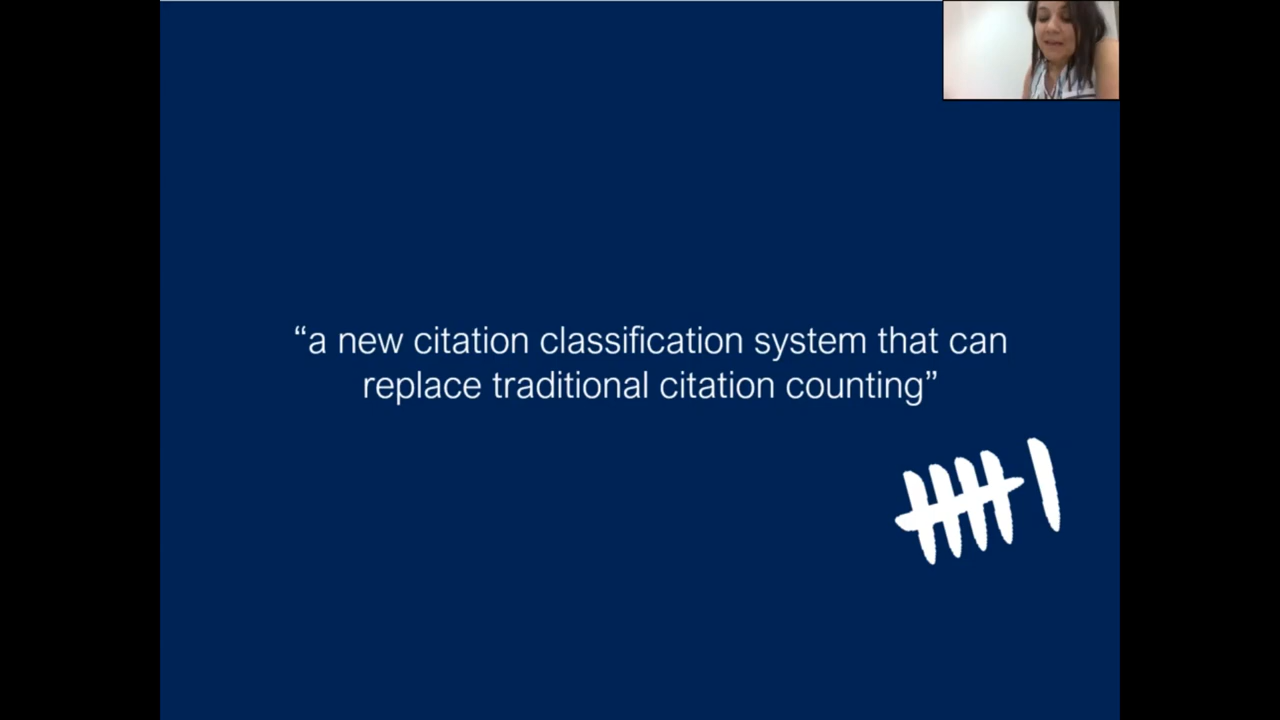 “a new citation classification system that can
replace traditional citation counting”